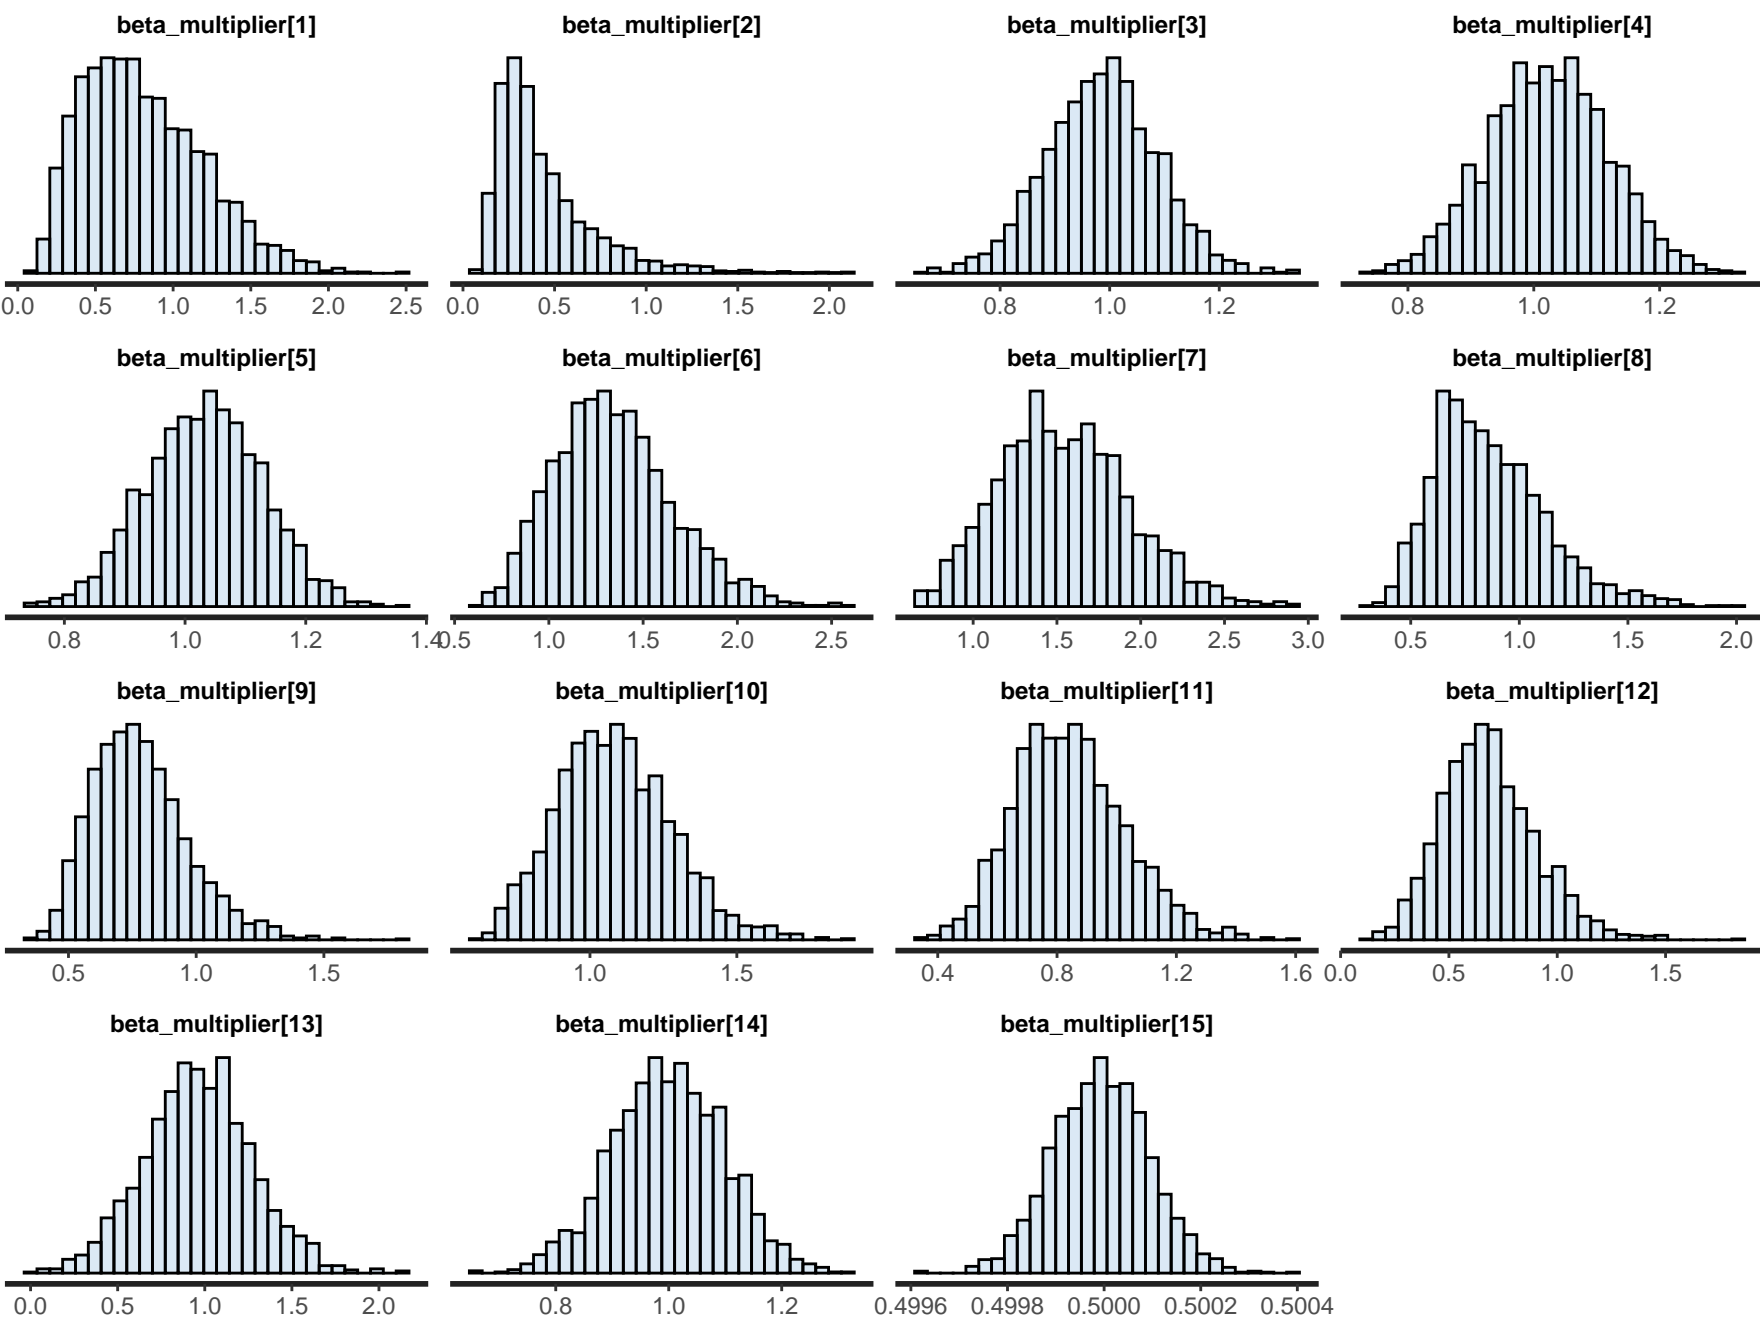 beta_multiplier[1] beta_multiplier[2] beta_multiplier[3] beta_multiplier[4]
0.0 0.5 1.0 1.5 2.0 2.5 0.0 0.5 1.0 1.5 2.0 0.8 1.0 1.2 0.8 1.0 1.2
beta_multiplier[5] beta_multiplier[6] beta_multiplier[7] beta_multiplier[8]
0.8 1.0 1.2 1.4 0.5 1.0 1.5 2.0 2.5 1.0 1.5 2.0 2.5 3.0 0.5 1.0 1.5 2.0
beta_multiplier[9] beta_multiplier[10] beta_multiplier[11] beta_multiplier[12]
0.5 1.0 1.5 1.0 1.5 0.4 0.8 1.2 1.6 0.0 0.5 1.0 1.5
beta_multiplier[13] beta_multiplier[14] beta_multiplier[15]
0.0 0.5 1.0 1.5 2.0 0.8 1.0 1.2 0.4996 0.4998 0.5000 0.5002 0.5004